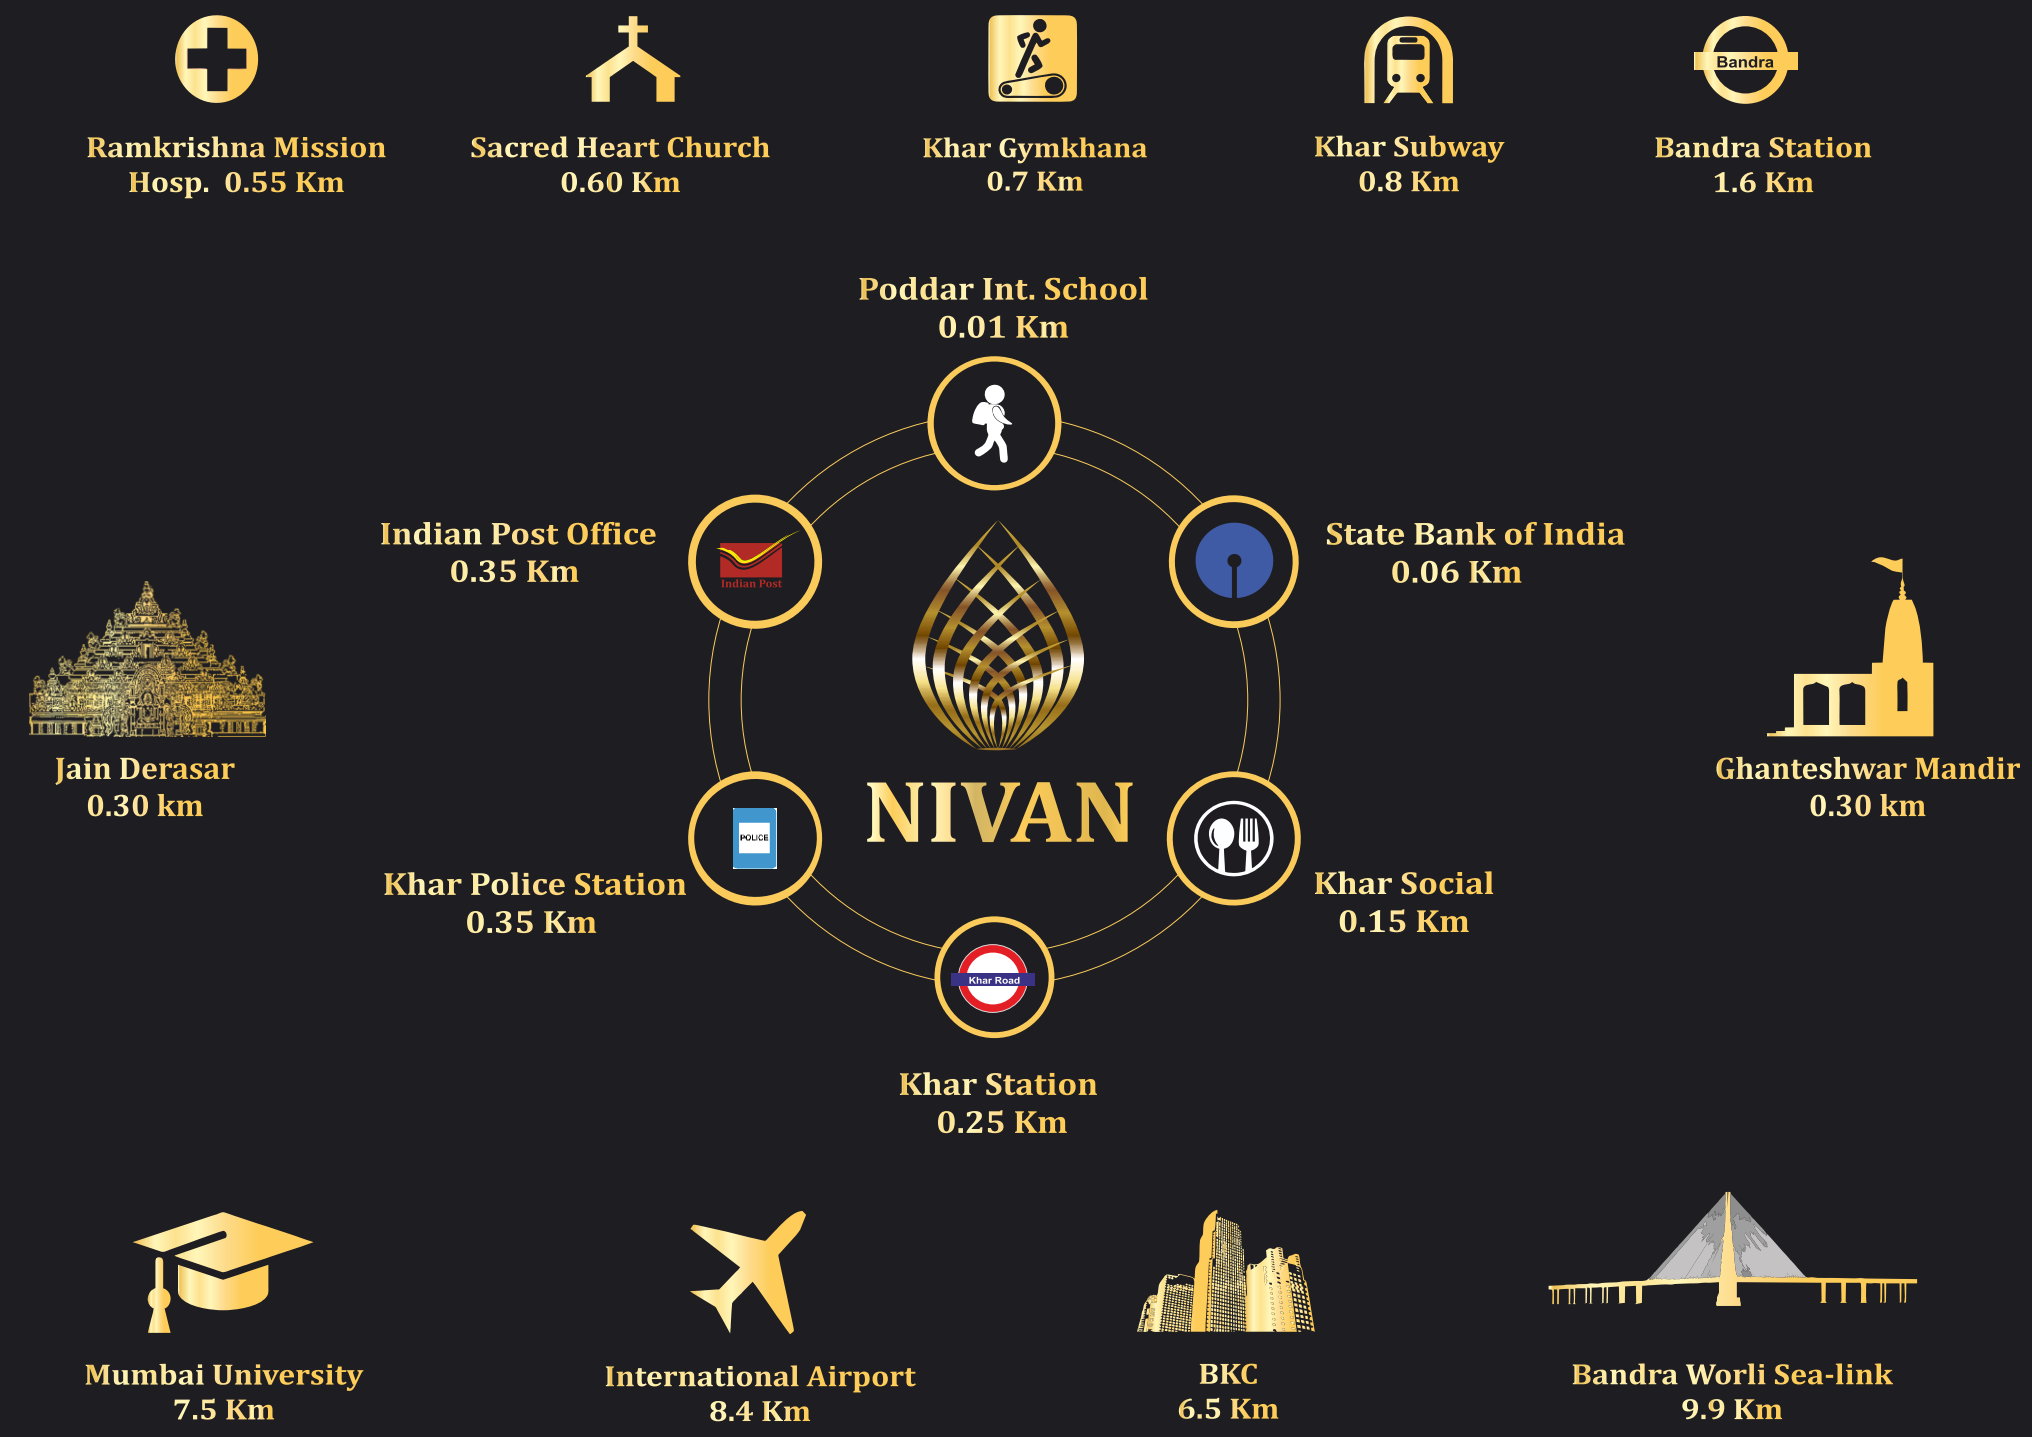 Bandra
Ramkrishna Mission
Hosp.  0.55 Km
Sacred Heart Church
0.60 Km
Khar Gymkhana
0.7 Km
Khar Subway
0.8 Km
Bandra Station
1.6 Km
Poddar Int. School
0.01 Km
Indian Post Office
0.35 Km
Indian Post
State Bank of India
0.06 Km
Jain Derasar
0.30 km
NIVAN
Ghanteshwar Mandir
0.30 km
POLICE
Khar Police Station
0.35 Km
Khar Social
0.15 Km
Khar Road
Khar Station
0.25 Km
Mumbai University
7.5 Km
International Airport
8.4 Km
BKC
6.5 Km
Bandra Worli Sea-link
9.9 Km